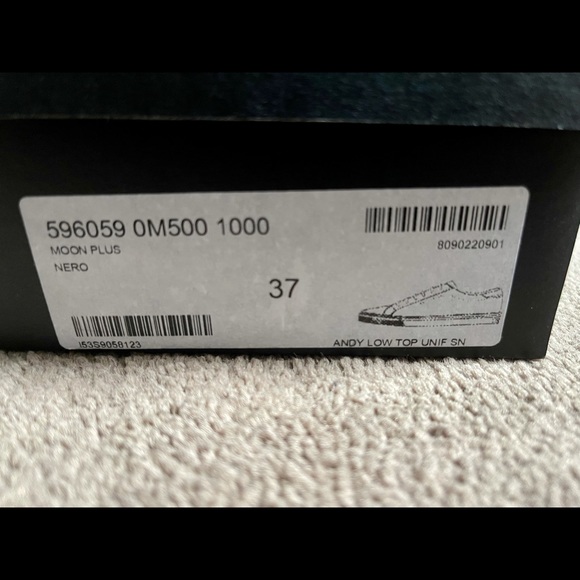 596059 0M500 1000
MOON PLUS
NERO
8090220901
37
I53S9058123
ANDY LOW TOP UNIF SN